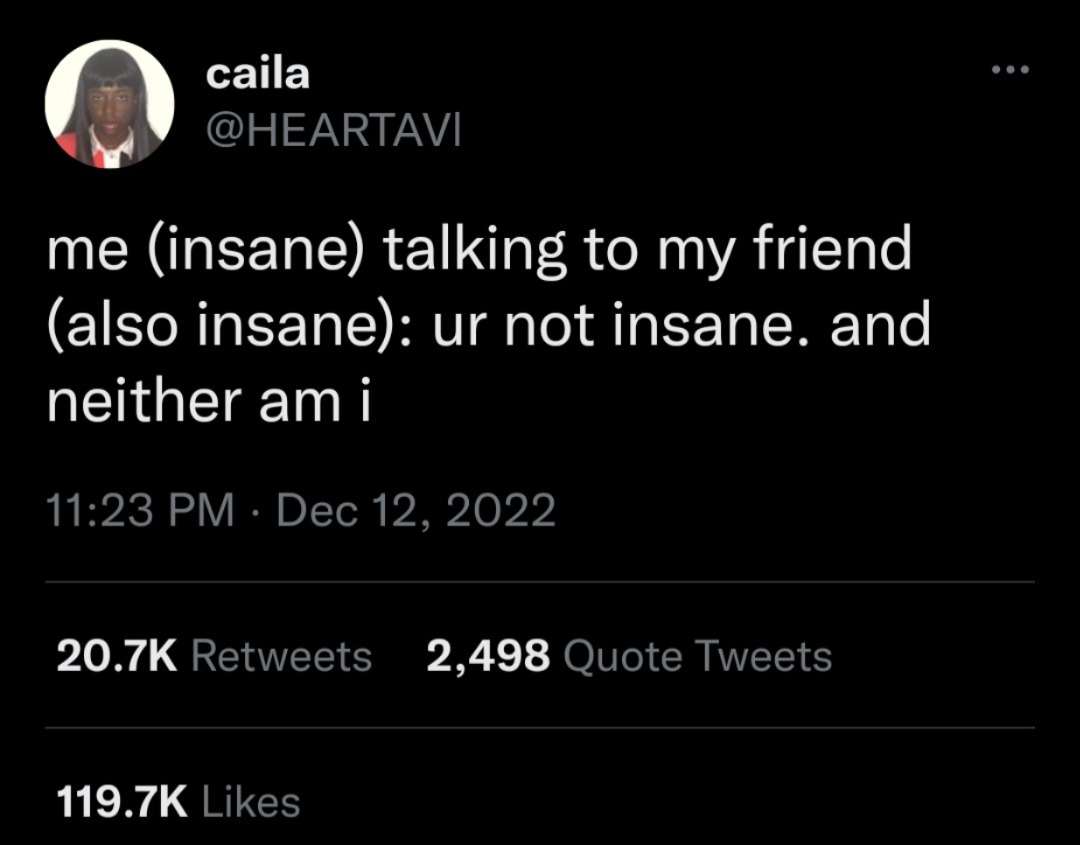 caila
@HEARTAVI
me (insane) talking to my friend
(also insane): ur not insane. and
neither am i
11:23 PM · Dec 12, 2022
20.7K Retweets 2,498 Quote Tweets
119.7K Likes